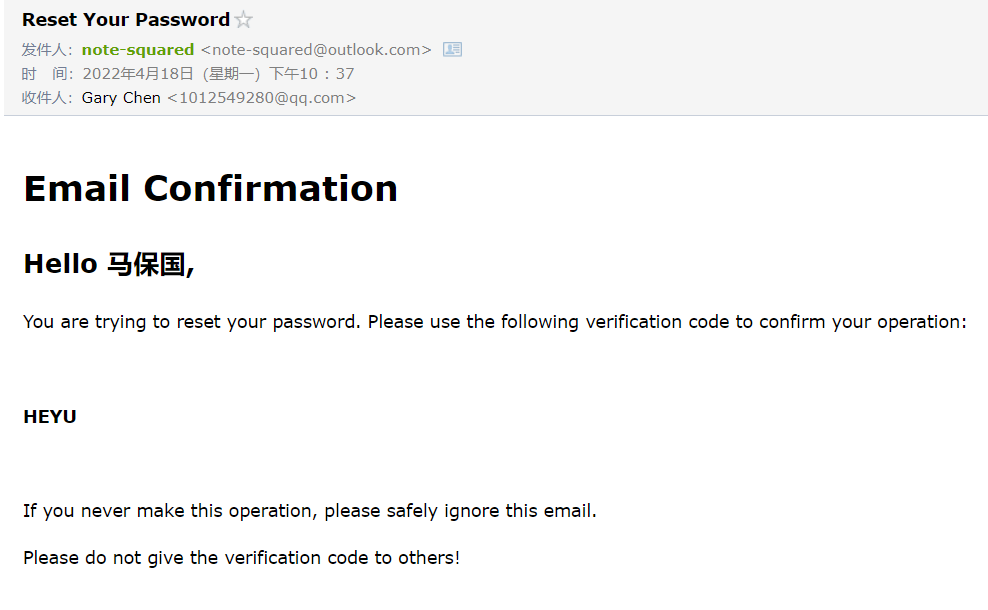 Reset Your Password
发件人: note-squared <note-squared@outlook.com>
时 间: 2022年4月18日 (星期一) 下午10 : 37
收件人: Gary Chen <1012549280@qq.com>
Email Confirmation
Hello 马保国,
You are trying to reset your password. Please use the following verification code to confirm your operation:
HEYU
If you never make this operation, please safely ignore this email.
Please do not give the verification code to others!